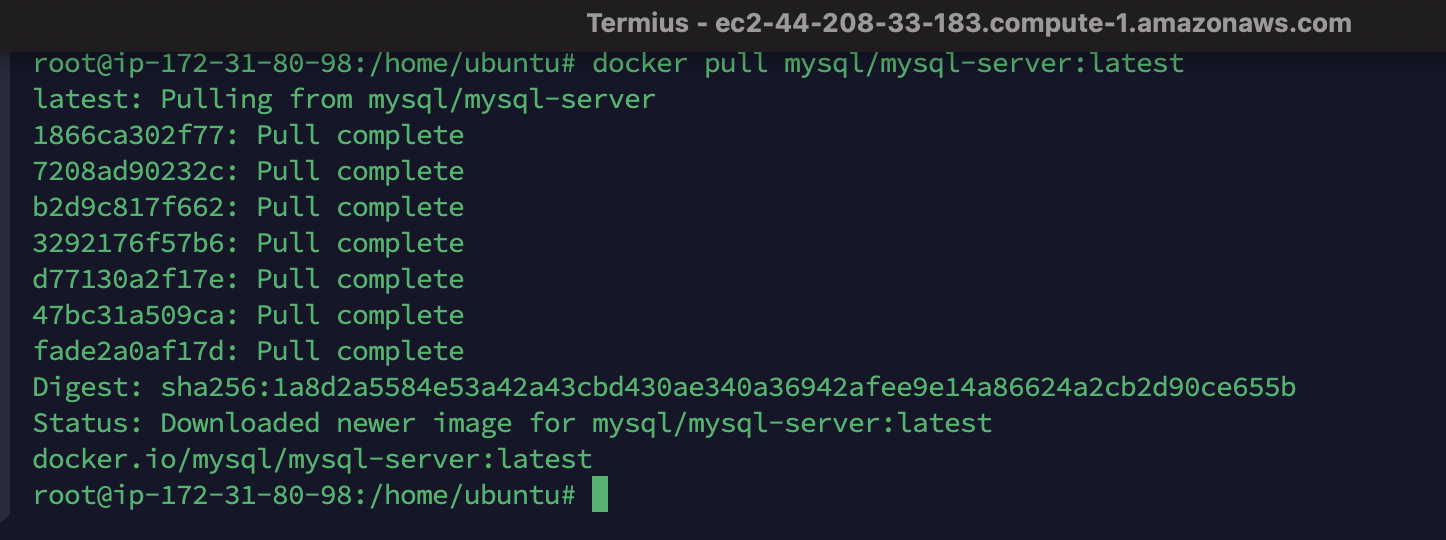 Termius - ec2-44-208-33-183.compute-1.amazonaws.com
root@ip-172-31-80-98:/home/ubuntu# docker pull mysql/mysql-server:latest
latest: Pulling from mysql/mysql-server
1866ca302f77: Pull complete
7208ad90232c: Pull complete
b2d9c817f662: Pull complete
3292176f57b6: Pull complete
d77130a2f17e: Pull complete
47bc31a509ca: Pull complete
fade2a0af17d: Pull complete
Digest: sha256:1a8d2a5584e53a42a43cbd430ae340a36942afee9e14a86624a2cb2d90ce655b
Status: Downloaded newer image for mysql/mysql-server:latest
docker.io/mysql/mysql-server:latest
root@ip-172-31-80-98:/home/ubuntu#